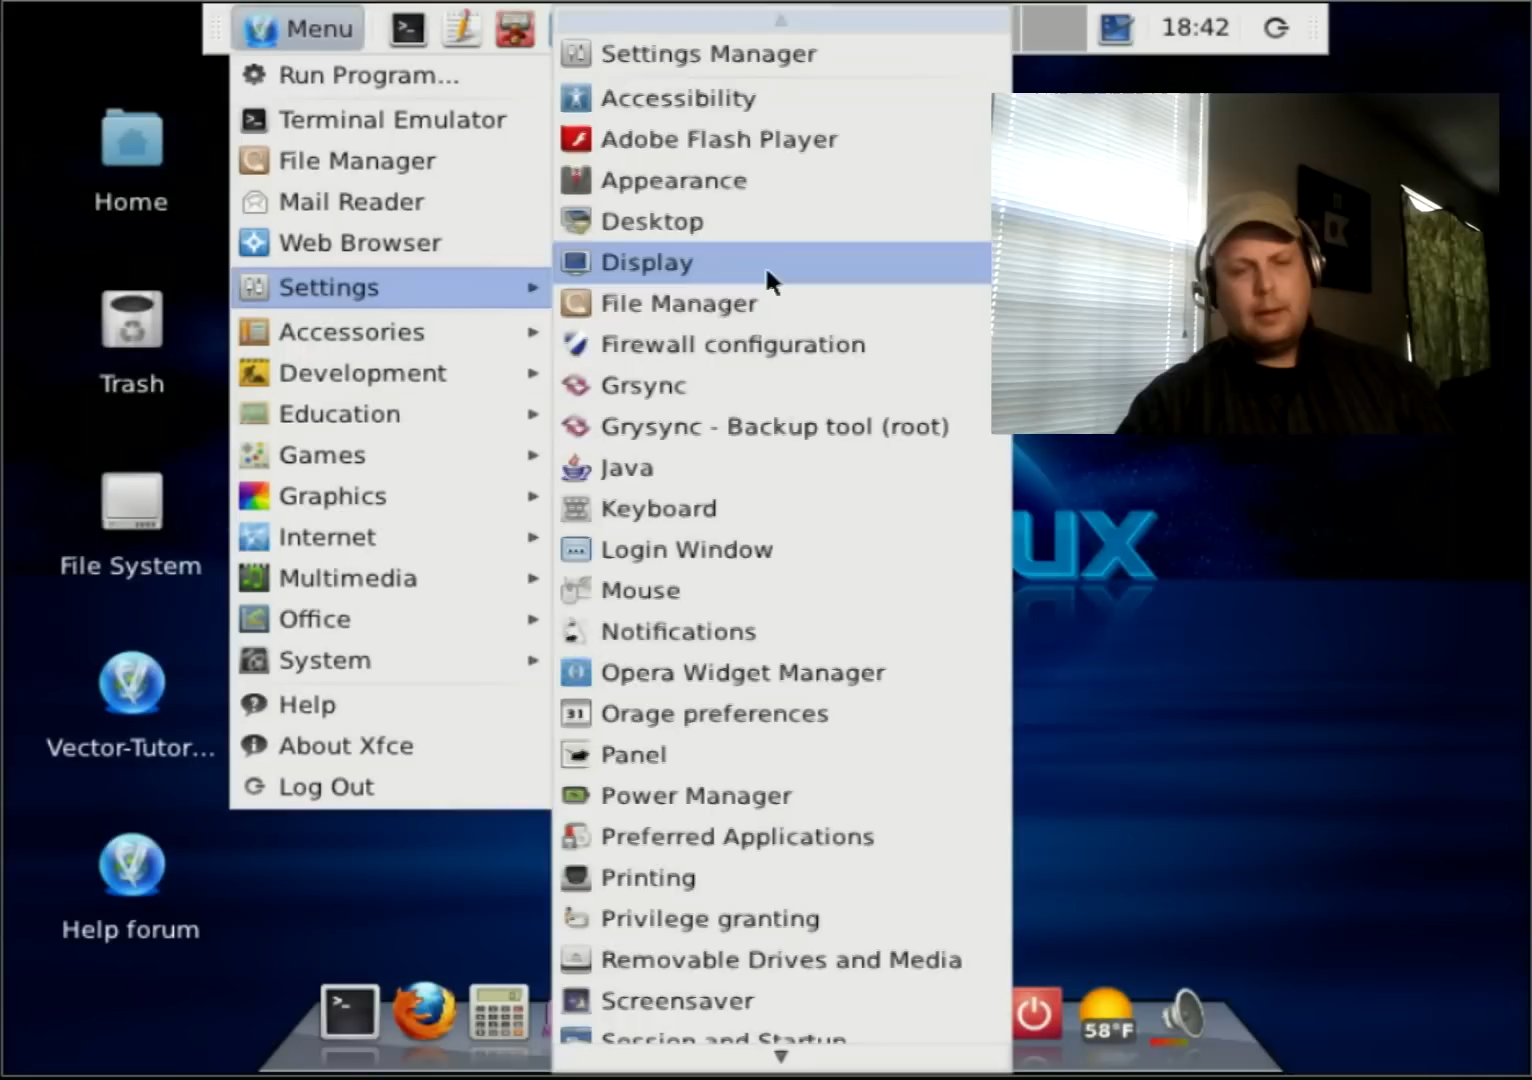 Menu
18:42
Run Program...
Terminal Emulator
File Manager
Mail Reader
Web Browser
Settings
Accessories
Development
Education
Games
Graphics
Internet
Multimedia
Office
System
Help
About Xfce
Log Out
Settings Manager
Accessibility
Adobe Flash Player
Appearance
Desktop
Display
File Manager
Firewall configuration
Grsync
Grysync - Backup tool (root)
Java
Keyboard
Login Window
Mouse
Notifications
Opera Widget Manager
31 Orage preferences
Panel
Power Manager
Preferred Applications
Printing
Privilege granting
Removable Drives and Media
Screensaver
Session and Startup
Home
Trash
File System
Vector-Tutor...
Help forum
ux
58°F